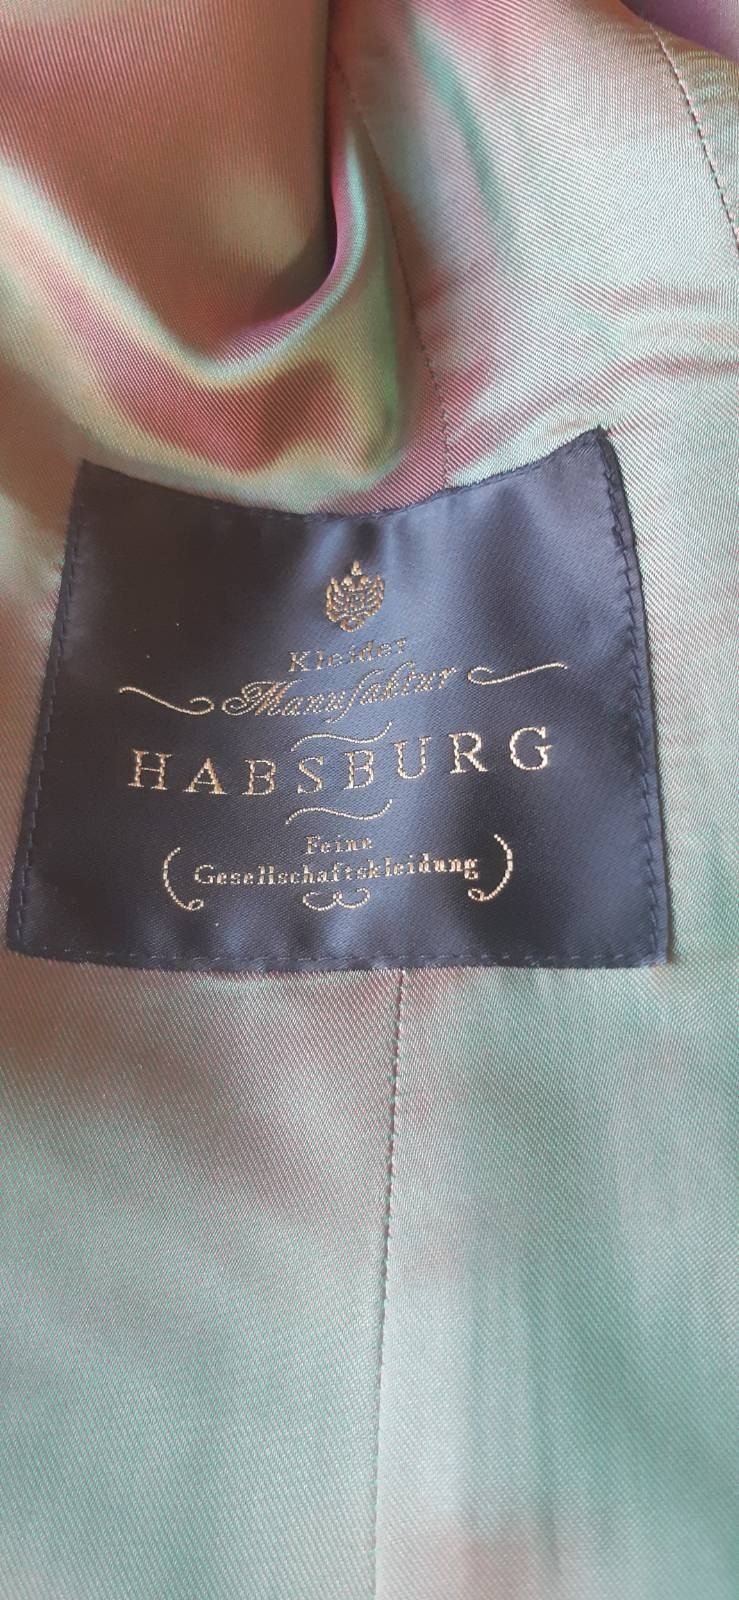 Kleider
Manufaktur
HABSBURG
Feine
Gesellschaftskleidung